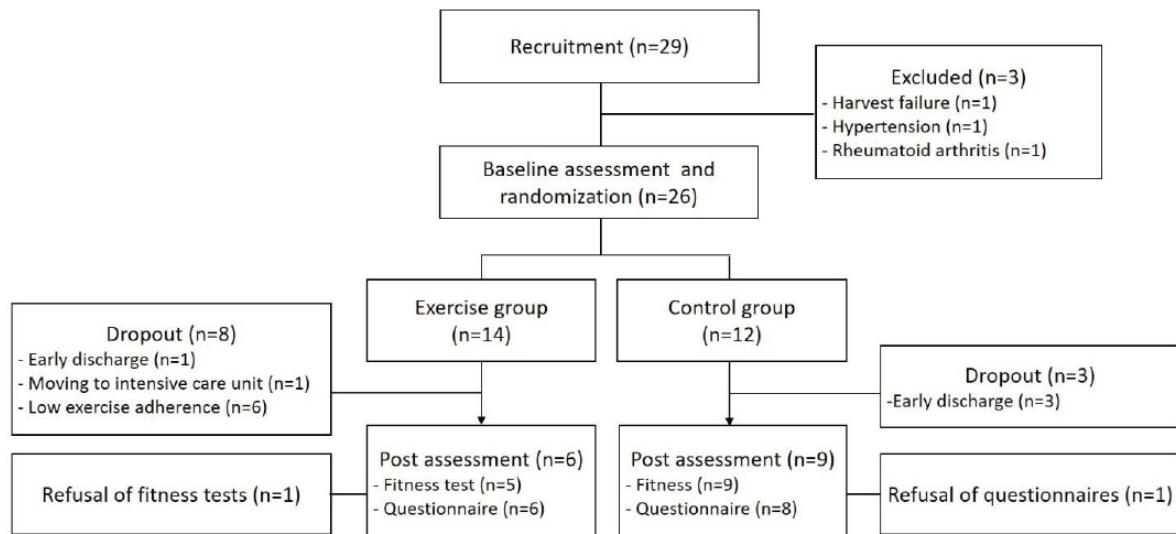 Recruitment (n=29)
Excluded (n=3)
- Harvest failure (n=1)
- Hypertension (n=1)
- Rheumatoid arthritis (n=1)
Baseline assessment and
randomization (n=26)
Exercise group
(n=14)
Control group
(n=12)
Dropout (n=8)
- Early discharge (n=1)
- Moving to intensive care unit (n=1)
- Low exercise adherence (n=6)
Dropout (n=3)
-Early discharge (n=3)
Post assessment (n=6)
- Fitness test (n=5)
- Questionnaire (n=6)
Post assessment (n=9)
- Fitness (n=9)
- Questionnaire (n=8)
Refusal of fitness tests (n=1)
Refusal of questionnaires (n=1)